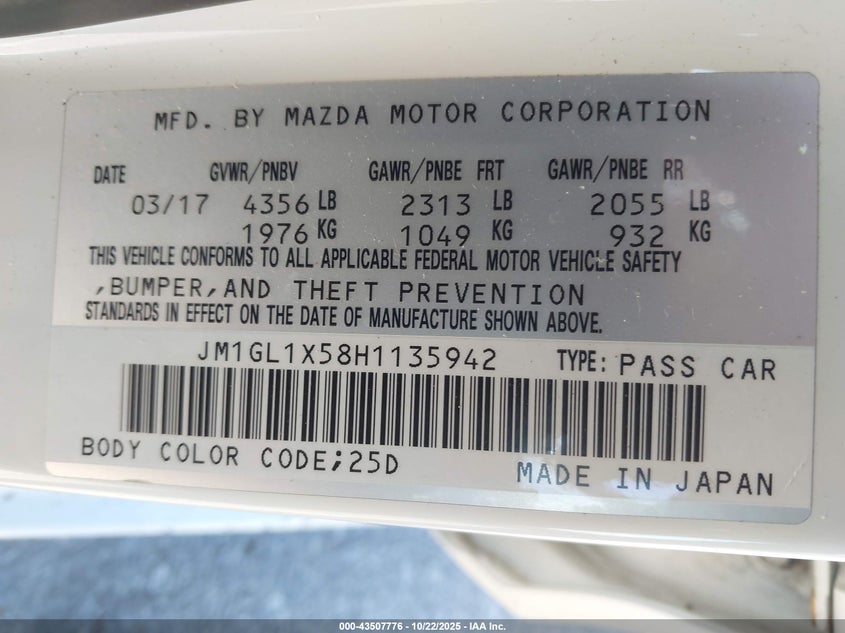 MFD. BY MAZDA MOTOR CORPORATION
DATE GVWR/PNBV GAWR/PNBE FRT GAWR/PNBE RR
03/17 4356 LB 2313 LB 2055 LB
1976 KG 1049 KG 932 KG
THIS VEHICLE CONFORMS TO ALL APPLICABLE FEDERAL MOTOR VEHICLE SAFETY
,BUMPER,AND THEFT PREVENTION
STANDARDS IN EFFECT ON THE DATE OF MANUFACTURE SHOWN ABOVE.
JM1GL1X58H1135942 TYPE: PASS CAR
BODY COLOR CODE;25D
MADE IN JAPAN
000-43507776 - 10/22/2025 - IAA Inc.